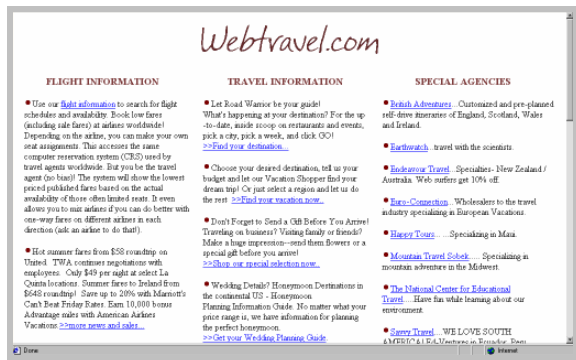 Webtravel.com
FLIGHT INFORMATION
Use our flight information to search for flight
schedules and availability. Book low fares
(including sale fares) at airlines worldwide!
Depending on the airline, you can make your own
seat assignments. This accesses the same
computer reservation system (CRS) used by
travel agents worldwide. But you be the travel
agent (no bias)! The system will show the lowest
priced published fares based on the actual
availability of those often limited seats. It even
allows you to mix airlines if you can do better with
one-way fares on different airlines in each
direction (ask an airline to do that!).
Hot summer fares from $58 roundtrip on
United. TWA continues negotiations with
employees. Only $49 per night at select La
Quinta locations. Summer fares to Ireland from
$648 roundtrip! Save up to 20% with Marriott's
Can't Beat Friday Rates. Earn 10,000 bonus
Advantage miles with American Airlines
Vacations >>more news and sales...
TRAVEL INFORMATION
Let Road Warrior be your guide!
What's happening at your destination? For the up
-to-date, inside scoop on restaurants and events,
pick a city, pick a week, and click GO!
>>Find your destination...
Choose your desired destination, tell us your
budget and let our Vacation Shopper find your
dream trip! Or just select a region and let us do
the rest >>Find your vacation now...
Don't Forget to Send a Gift Before You Arrive!
Traveling on business? Visiting family or friends?
Make a huge impression--send them flowers or a
special gift before you arrive!
>>Shop our special selection now...
Wedding Details? Honeymoon Destinations in
the continental US - Honeymoon
Planning Information Guide. No matter what your
price range is, we have information for planning
the perfect honeymoon.
>>Get your Wedding Planning Guide
SPECIAL AGENCIES
British Adventures...Customized and pre-planned
self-drive itineraries of England, Scotland, Wales
and Ireland.
Earthwatch...travel with the scientists.
Endeavour Travel...Specialties- New Zealand /
Australia. Web surfers get 10% off.
Euro-Connection...Wholesalers to the travel
industry specializing in European Vacations.
Happy Tours... ...Specializing in Maui.
Mountain Travel Sobek..... Specializing in
mountain adventure in the Midwest.
The National Center for Educational
Travel.....Have fun while learning about our
environment.
Savvy Travel...WE LOVE SOUTH
Done
Internet